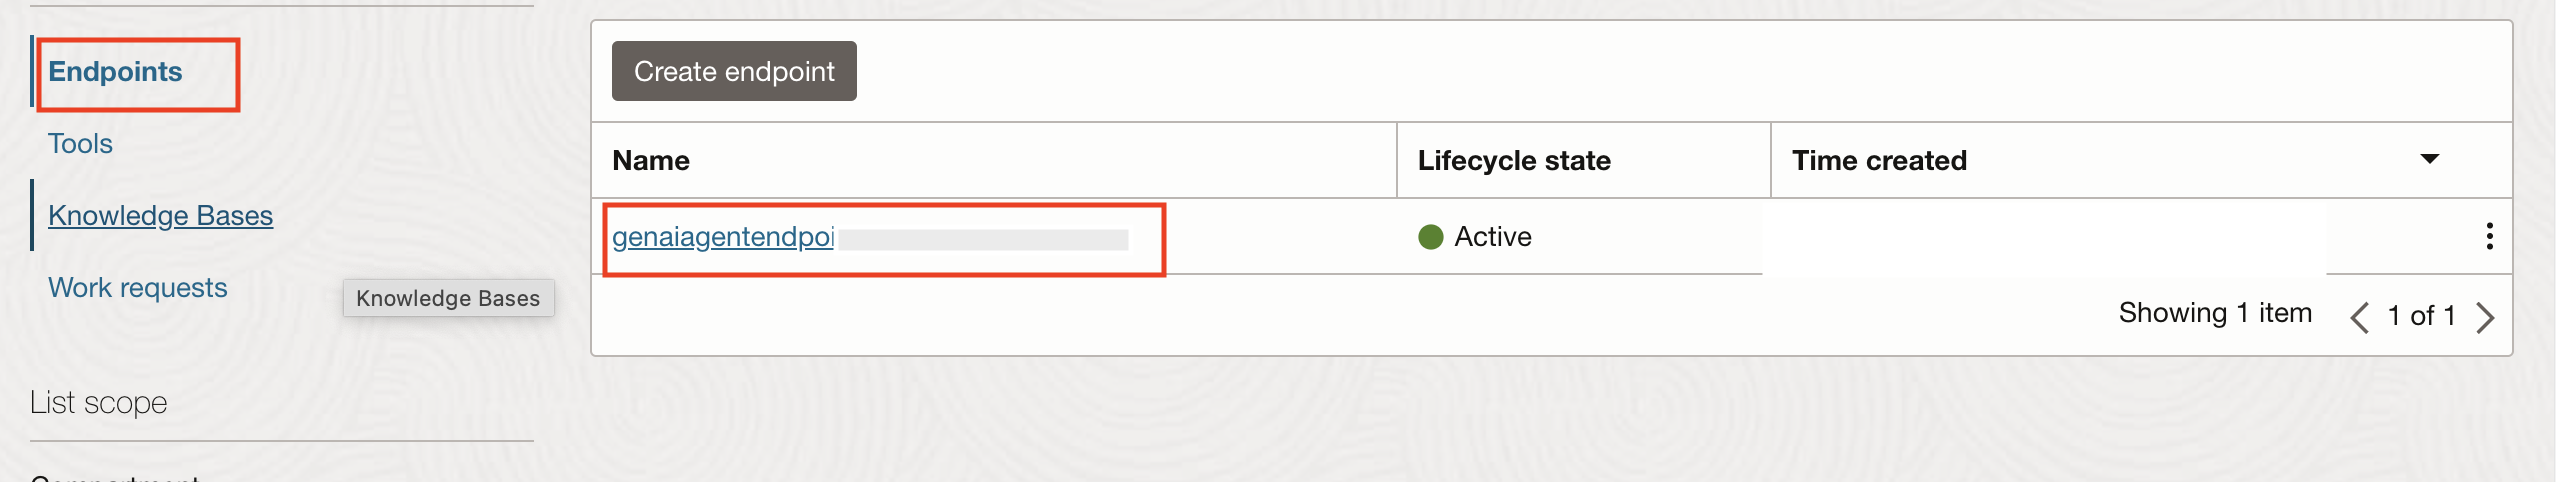 Endpoints
Tools
Knowledge Bases
Work requests
Knowledge Bases
List scope
Compartment
Create endpoint
Name Lifecycle state Time created
genaiagentendpoi Active
Showing 1 item 1 of 1